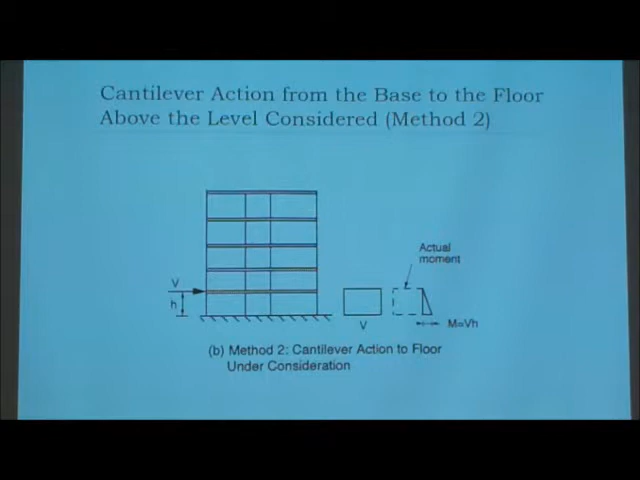 Cantilever Action from the Base to the Floor
Above the Level Considered (Method 2)
Actual
moment
V
h
V
M=Vh
(b) Method 2: Cantilever Action to Floor
Under Consideration